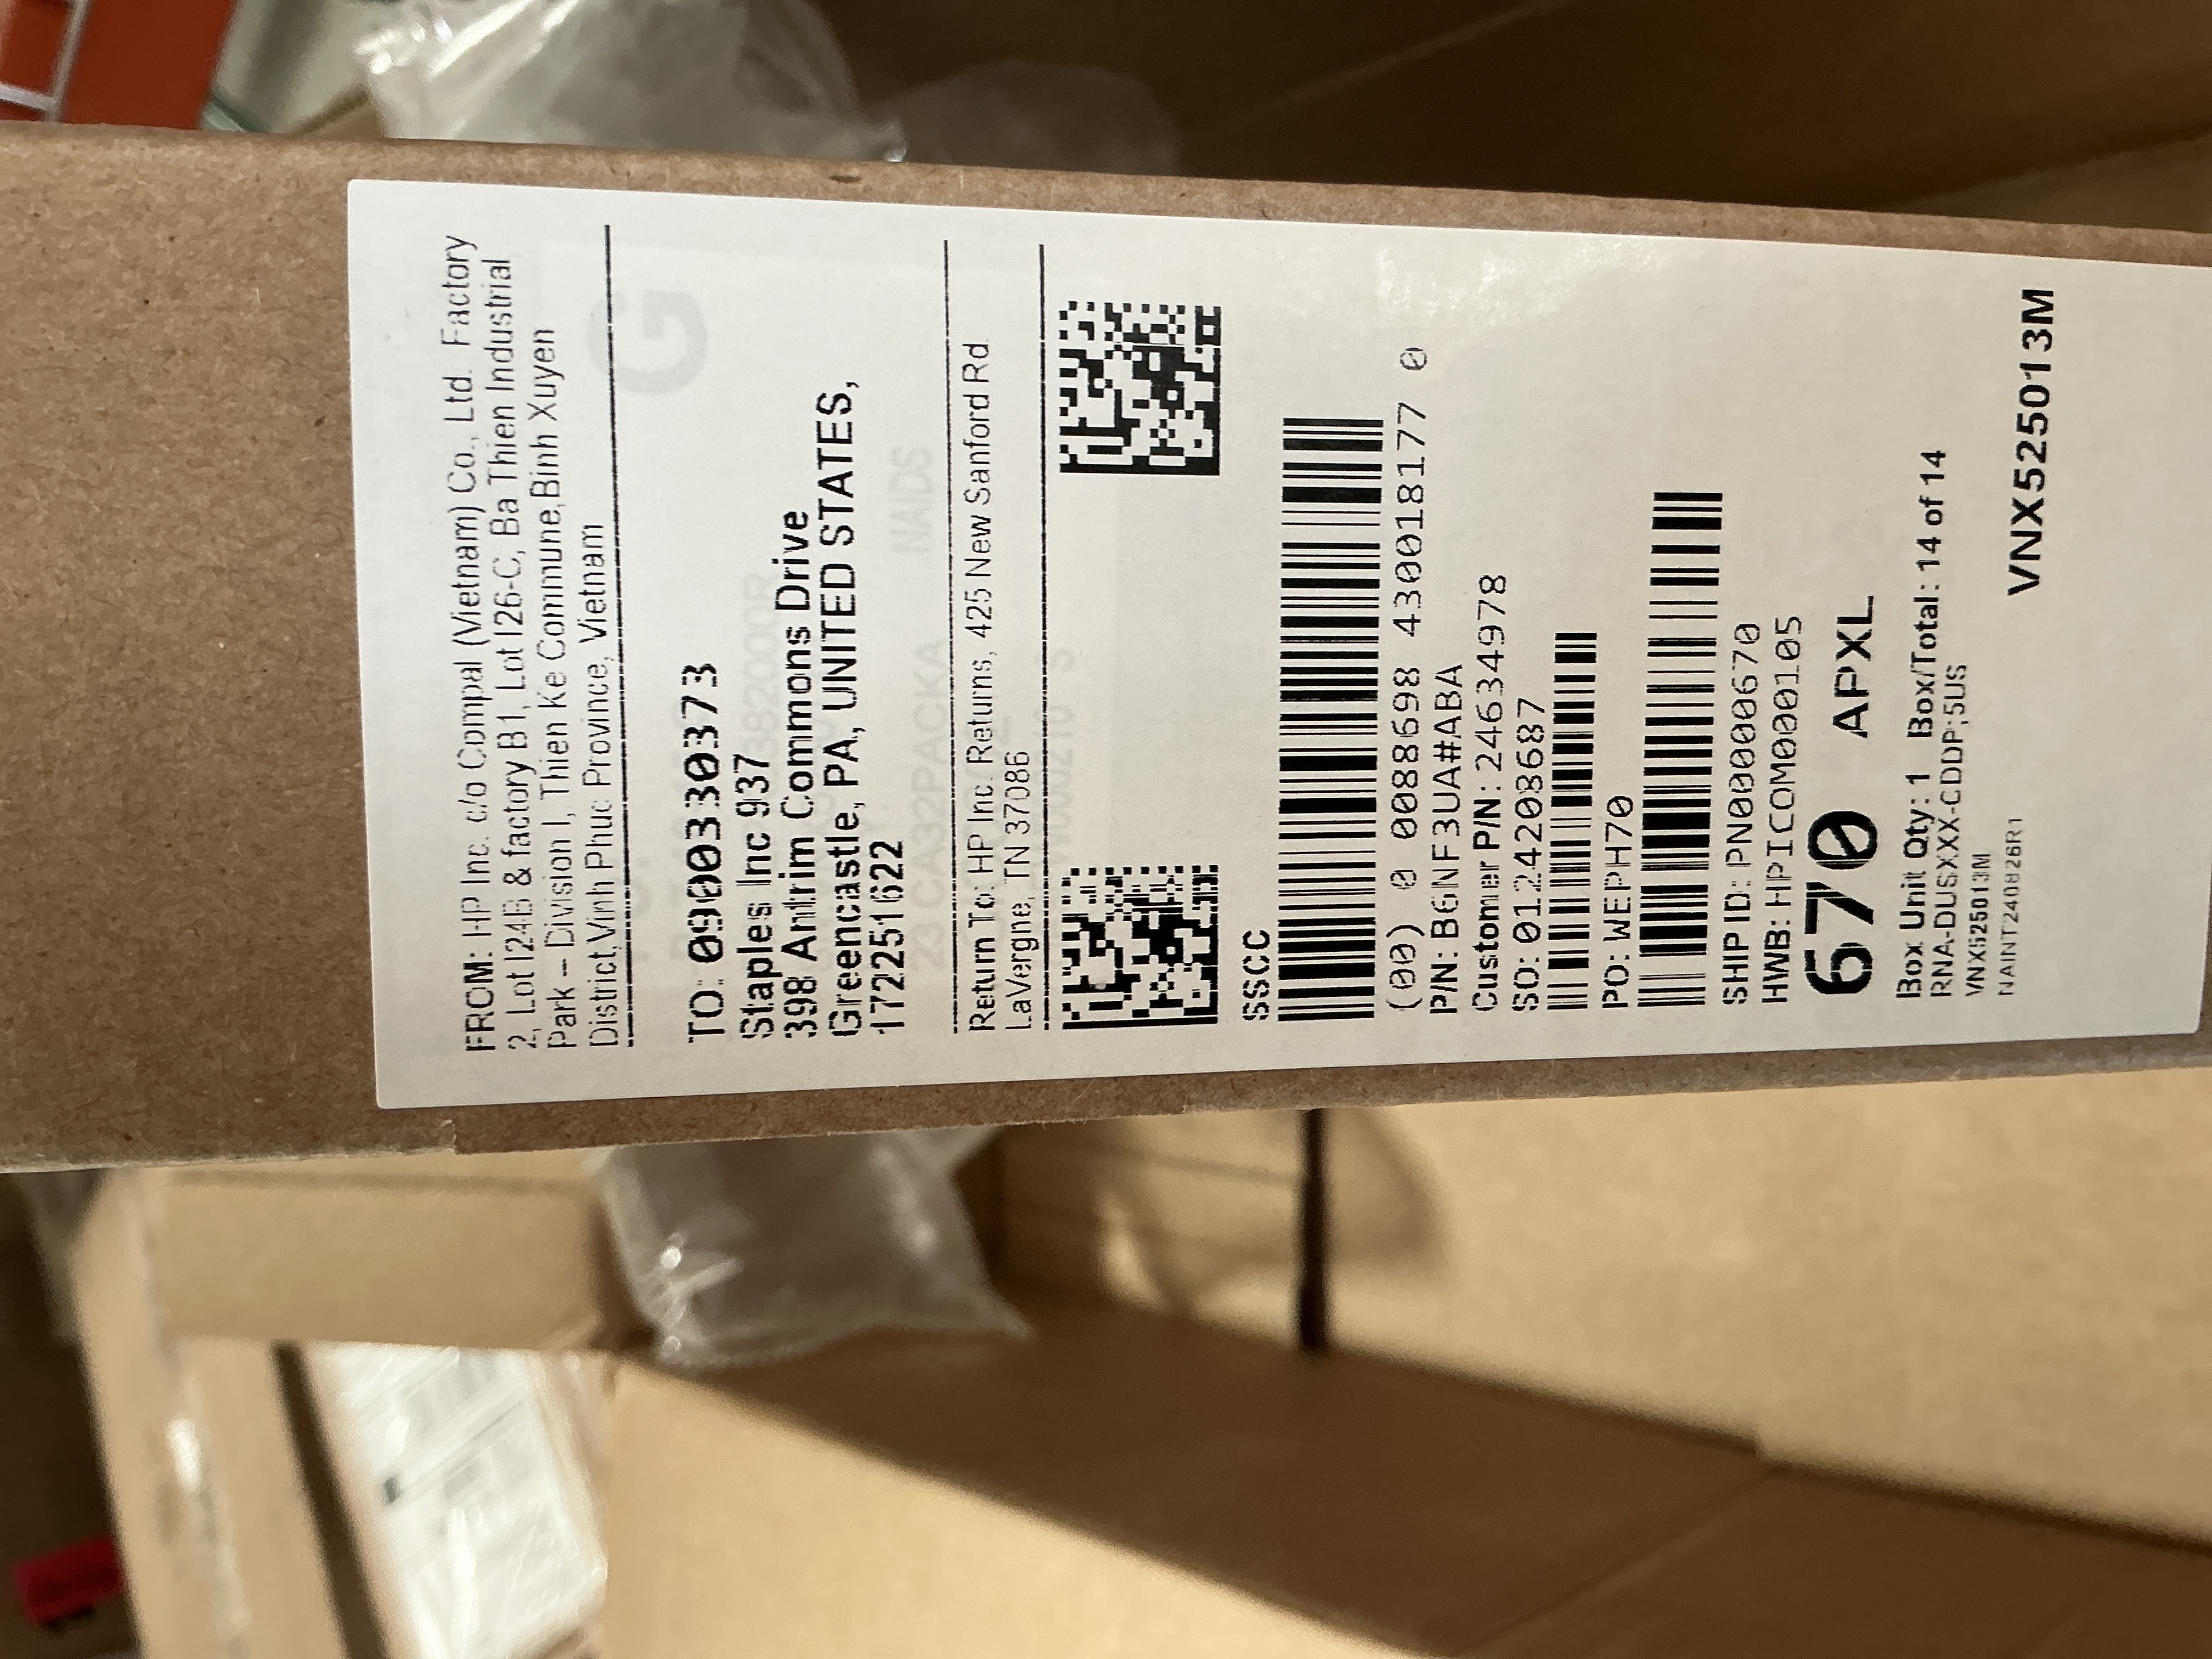 FROM: HP Inc. c/o Compal (Vietnam) Co., Ltd. Factory
2, Lot I24B & factory B1, Lot I26-C, Ba Thien Industrial
Park – Division I, Thien Ke Commune,Binh Xuyen
District,Vinh Phuc Province, Vietnam
G
TO: 0900330373
Staples Inc 937
398 Antrim Commons Drive
Greencastle, PA, UNITED STATES,
172251622
Return To: HP Inc. Returns, 425 New Sanford Rd
LaVergne, TN 37086
SSCC
(00) 0 0088698 430018177 0
P/N: B6NF3UA#ABA
Customer P/N: 24634978
SO: 0124208687
PO: WEPH70
SHIP ID: PN00000670
HWB: HPICOM000105
670 APXL
Box Unit Qty: 1 Box/Total: 14 of 14
RNA-DUSXXX-CDDP;5US
VNX525013M
NAINT240826R1
VNX525013M